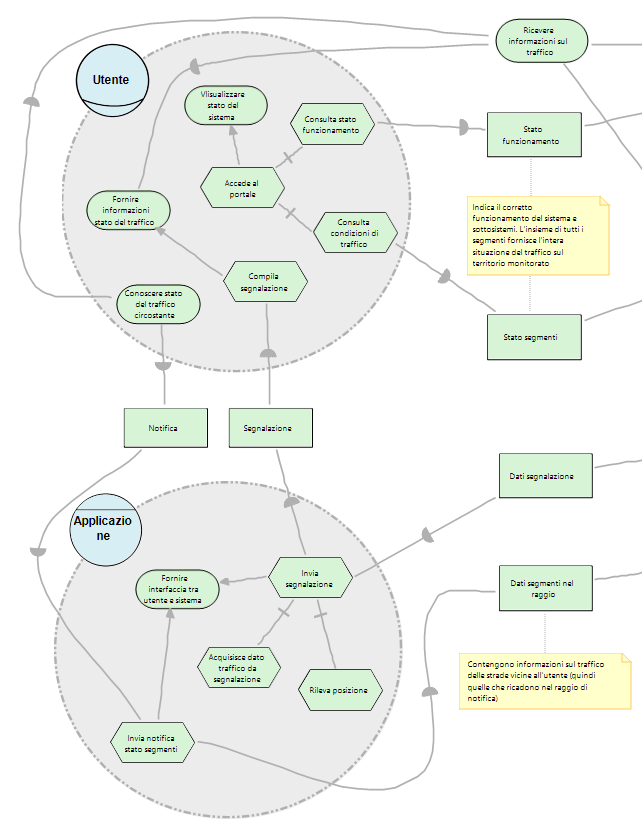 Ricevere
informazioni sul
traffico
Utente
Visualizzare
stato del
sistema
Consulta stato
funzionamento
Stato
funzionamento
Accede al
portale
Fornire
informazioni
stato del traffico
Consulta
condizioni di
traffico
Indica il corretto
funzionamento del sistema e
sottosistemi. L'insieme di tutti i
segmenti fornisce l'intera
situazione del traffico sul
territorio monitorato
Compila
segnalazione
Conoscere stato
del traffico
circostante
Stato segmenti
Notifica
Segnalazione
Dati segnalazione
Applicazio
ne
Invia
segnalazione
Fornire
interfaccia tra
utente e sistema
Dati segmenti nel
raggio
Acquisisce dato
traffico da
segnalazione
Rileva posizione
Contengono informazioni sul traffico
delle strade vicine all'utente (quindi
quelle che ricadono nel raggio di
notifica)
Invia notifica
stato segmenti